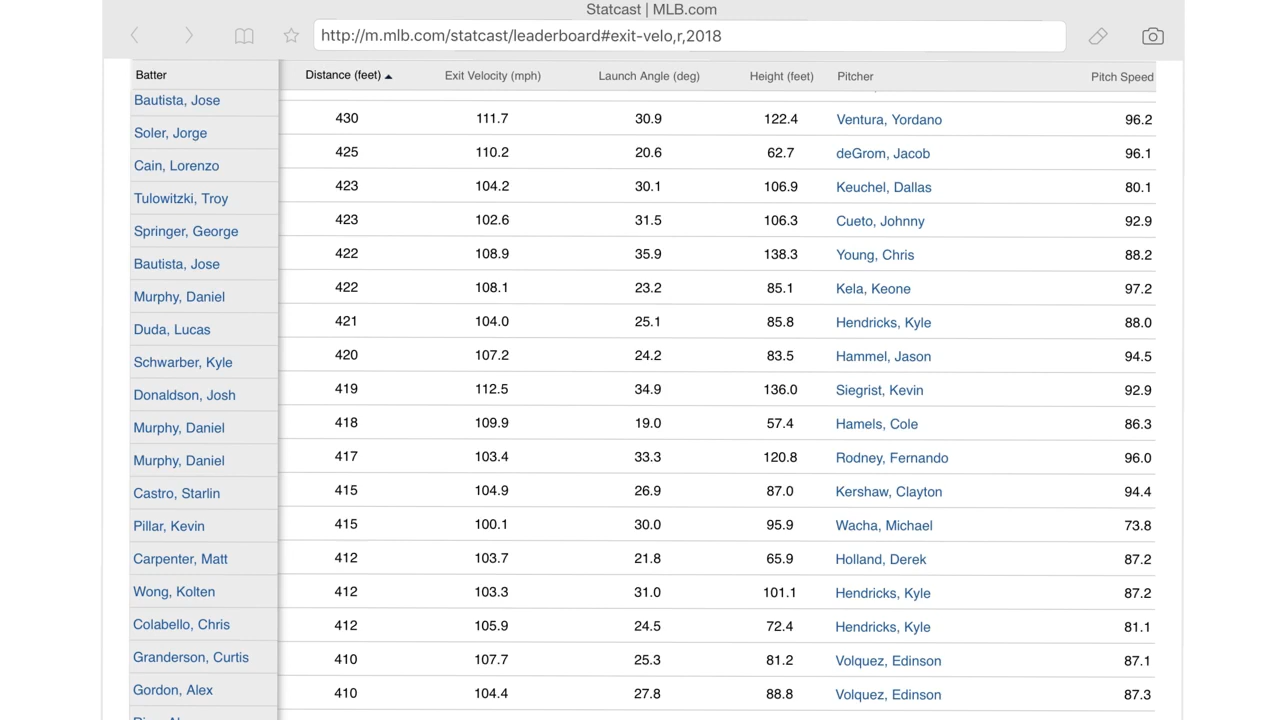 Statcast | MLB.com
http://m.mlb.com/statcast/leaderboard#exit-velo,r,2018
Batter Distance (feet) Exit Velocity (mph) Launch Angle (deg) Height (feet) Pitcher Pitch Speed
Bautista, Jose
Soler, Jorge 430 111.7 30.9 122.4 Ventura, Yordano 96.2
Cain, Lorenzo 425 110.2 20.6 62.7 deGrom, Jacob 96.1
Tulowitzki, Troy 423 104.2 30.1 106.9 Keuchel, Dallas 80.1
Springer, George 423 102.6 31.5 106.3 Cueto, Johnny 92.9
Bautista, Jose 422 108.9 35.9 138.3 Young, Chris 88.2
Murphy, Daniel 422 108.1 23.2 85.1 Kela, Keone 97.2
Duda, Lucas 421 104.0 25.1 85.8 Hendricks, Kyle 88.0
Schwarber, Kyle 420 107.2 24.2 83.5 Hammel, Jason 94.5
Donaldson, Josh 419 112.5 34.9 136.0 Siegrist, Kevin 92.9
Murphy, Daniel 418 109.9 19.0 57.4 Hamels, Cole 86.3
Murphy, Daniel 417 103.4 33.3 120.8 Rodney, Fernando 96.0
Castro, Starlin 415 104.9 26.9 87.0 Kershaw, Clayton 94.4
Pillar, Kevin 415 100.1 30.0 95.9 Wacha, Michael 73.8
Carpenter, Matt 412 103.7 21.8 65.9 Holland, Derek 87.2
Wong, Kolten 412 103.3 31.0 101.1 Hendricks, Kyle 87.2
Colabello, Chris 412 105.9 24.5 72.4 Hendricks, Kyle 81.1
Granderson, Curtis 410 107.7 25.3 81.2 Volquez, Edinson 87.1
Gordon, Alex 410 104.4 27.8 88.8 Volquez, Edinson 87.3